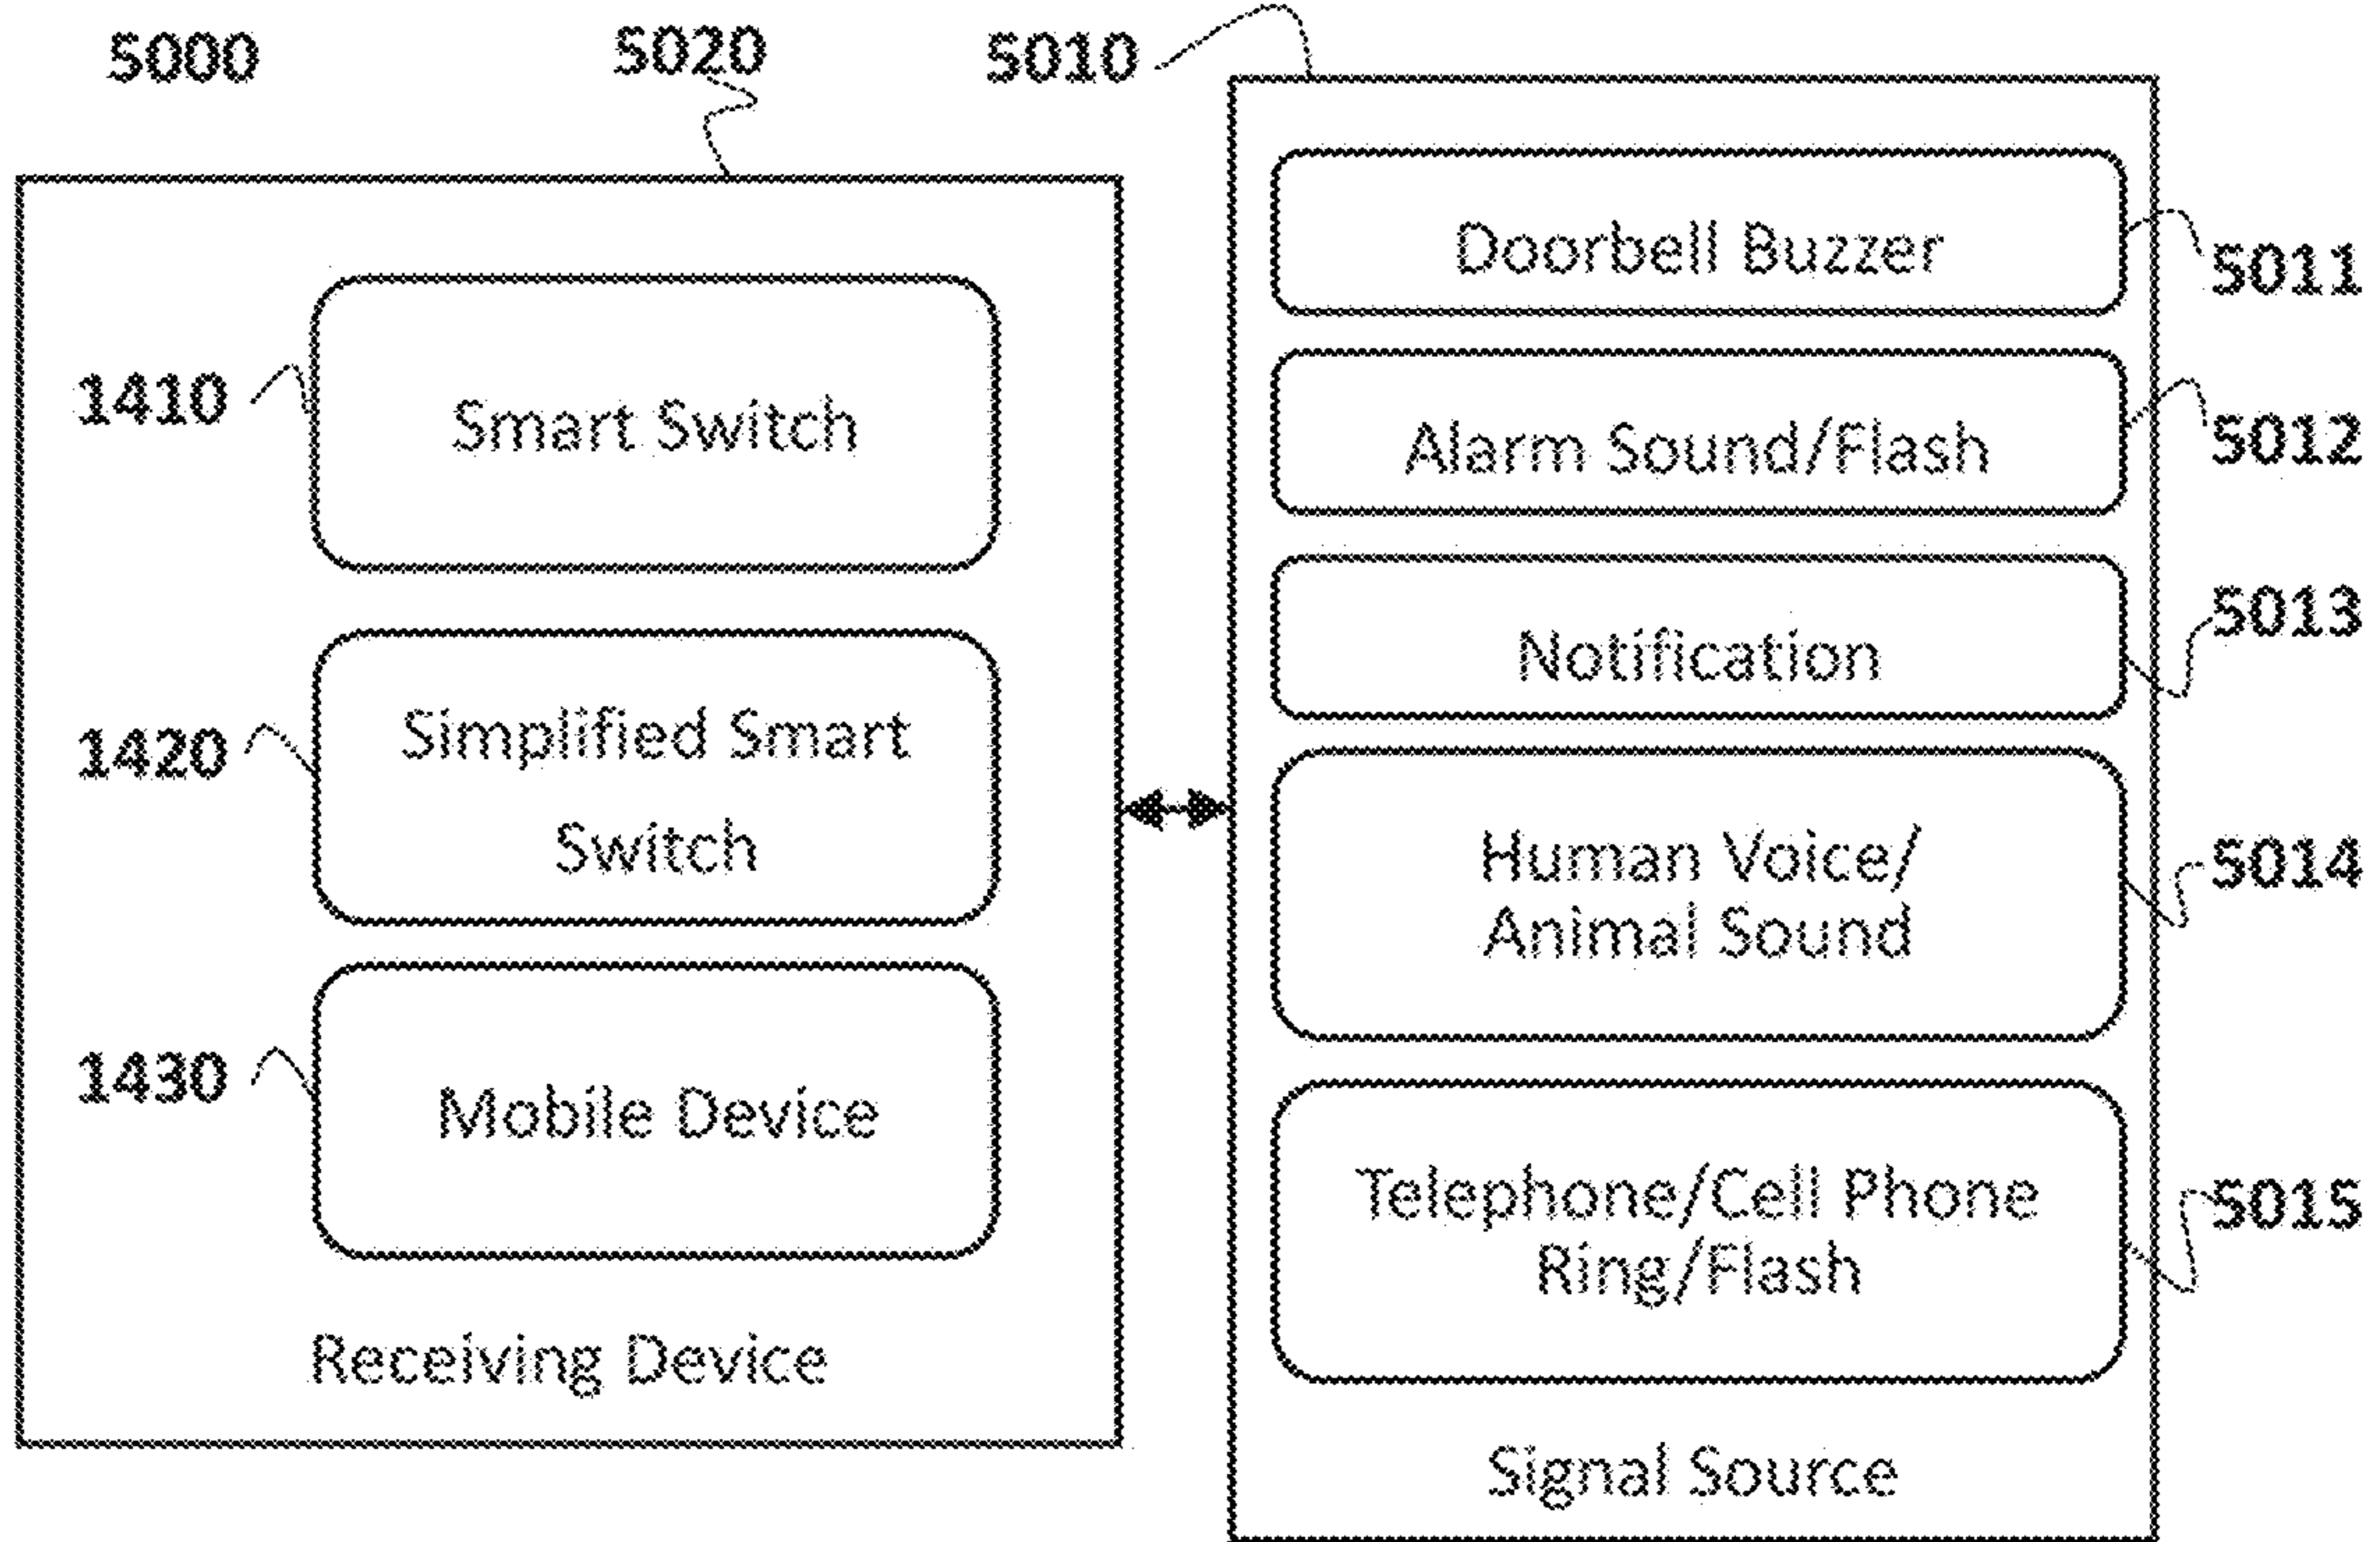 5000
5020
5010
1410
Smart Switch
1420
Simplified Smart
Switch
1430
Mobile Device
Receiving Device
Doorbell Buzzer
5011
Alarm Sound/Flash
5012
Notification
5013
Human Voice/
Animal Sound
5014
Telephone/Cell Phone
Ring/Flash
5015
Signal Source